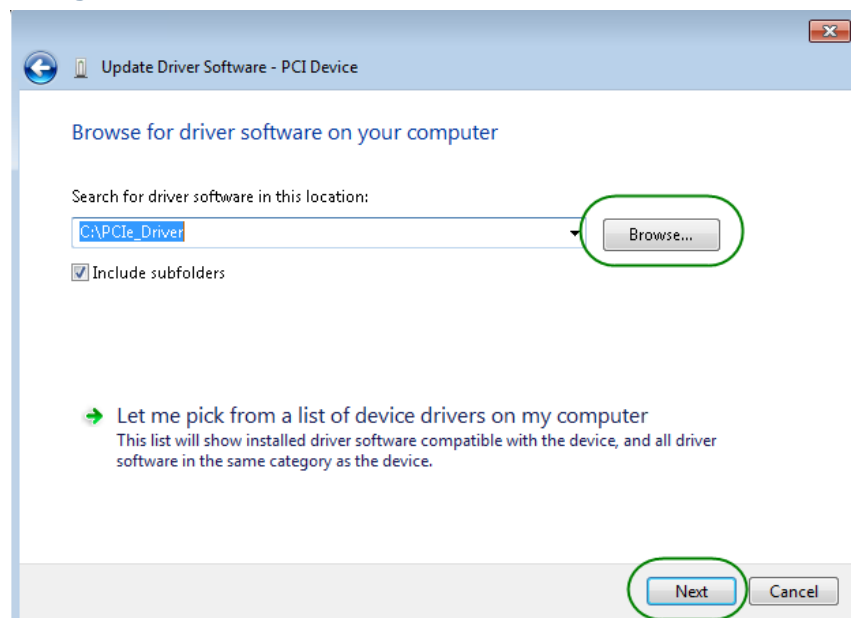 Update Driver Software - PCI Device
Browse for driver software on your computer
Search for driver software in this location:
C:\PCIe_Driver
Browse...
Include subfolders
Let me pick from a list of device drivers on my computer
This list will show installed driver software compatible with the device, and all driver
software in the same category as the device.
Next
Cancel